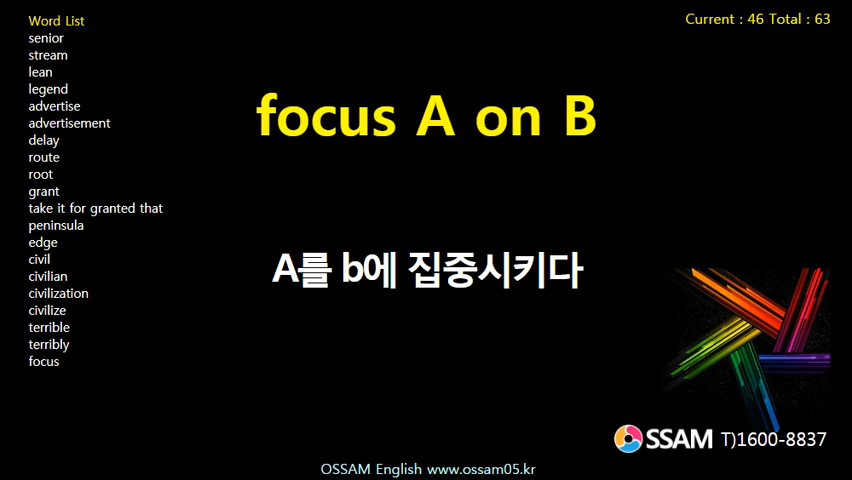 Word List
senior
stream
lean
legend
advertise
advertisement
delay
route
root
grant
take it for granted that
peninsula
edge
civil
civilian
civilization
civilize
terrible
terribly
focus
Current : 46 Total : 63
focus A on B
A를 b에 집중시키다
OSSAM T)1600-8837
OSSAM English www.ossam05.kr